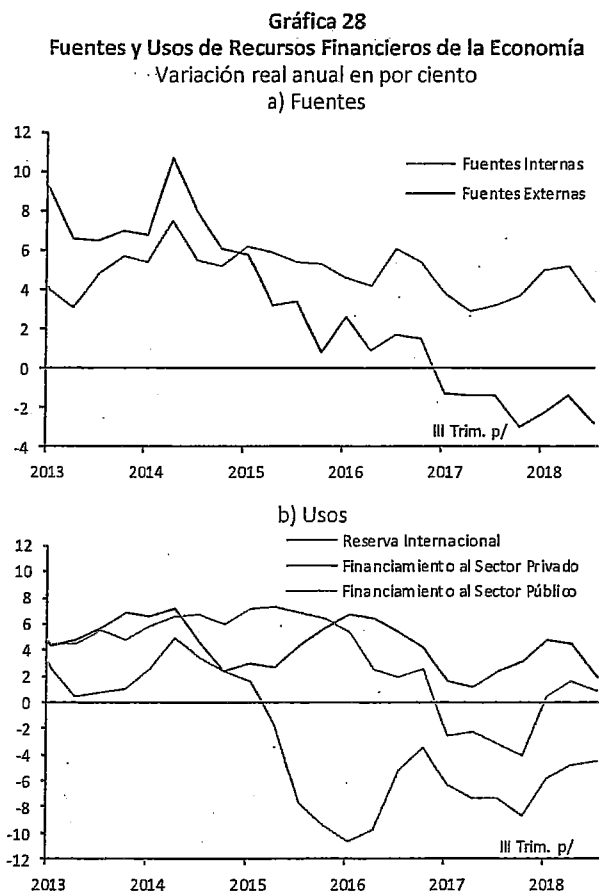 Gráfica 28
Fuentes y Usos de Recursos Financieros de la Economía
Variación real anual en por ciento
a) Fuentes
12
10
8
6
4
2
0
-2
-4
Fuentes Internas
Fuentes Externas
III Trim. p/
2013 2014 2015 2016 2017 2018
b) Usos
12
10
8
6
4
2
0
-2
-4
-6
-8
-10
-12
Reserva Internacional
Financiamiento al Sector Privado
Financiamiento al Sector Público
III Trim. p/
2013 2014 2015 2016 2017 2018